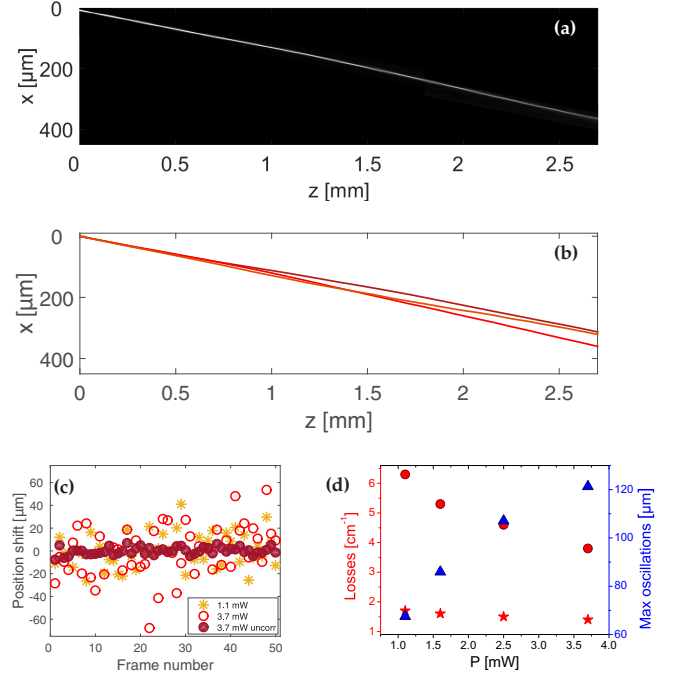 0
200
400
x [µm]
(a)
0 0.5 1 1.5 2 2.5
z [mm]
0
200
400
x [µm]
(b)
0 0.5 1 1.5 2 2.5
z [mm]
(c)
60
40
20
0
-20
-40
-60
Position shift [µm]
1.1 mW
3.7 mW
3.7 mW uncorr
0 10 20 30 40 50
Frame number
(d)
6
5
4
3
2
1
Losses [cm⁻¹]
120
100
80
60
Max oscillations [µm]
1.0 1.5 2.0 2.5 3.0 3.5 4.0
P [mW]